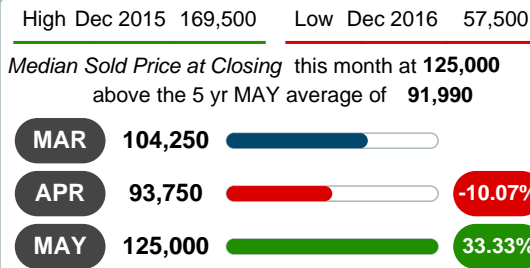 High Dec 2015 169,500 Low Dec 2016 57,500
Median Sold Price at Closing this month at 125,000
above the 5 yr MAY average of 91,990
MAR 104,250
APR 93,750 -10.07%
MAY 125,000 33.33%